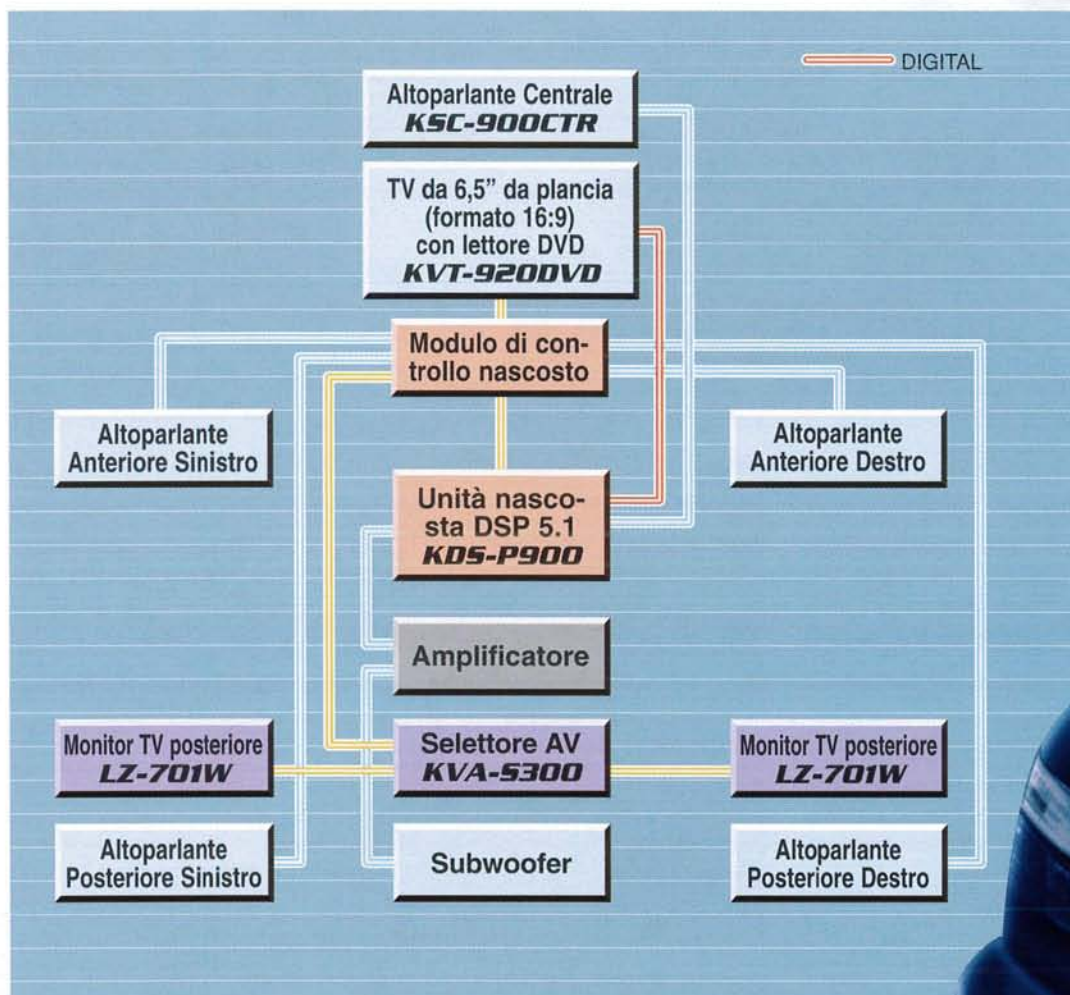 DIGITAL
Altoparlante Centrale
KSC-900CTR
TV da 6,5” da plancia
(formato 16:9)
con lettore DVD
KVT-920DVD
Modulo di con-
trollo nascosto
Altoparlante
Anteriore Sinistro
Altoparlante
Anteriore Destro
Unità nasco-
sta DSP 5.1
KDS-P900
Amplificatore
Monitor TV posteriore
LZ-701W
Selettore AV
KVA-S300
Monitor TV posteriore
LZ-701W
Altoparlante
Posteriore Sinistro
Subwoofer
Altoparlante
Posteriore Destro